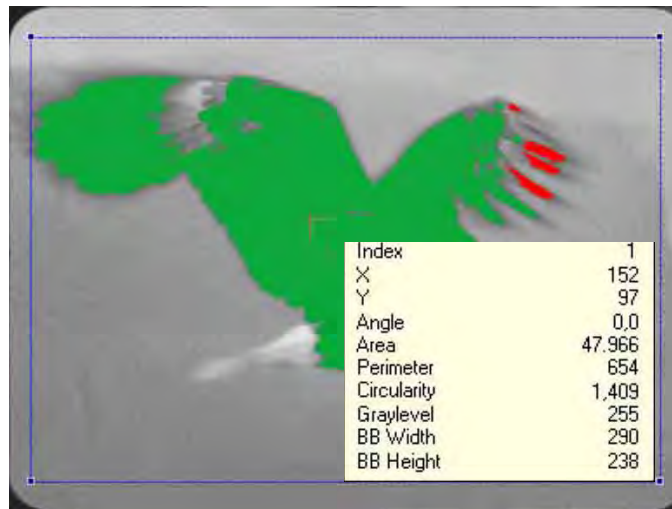 Index 1
X 152
Y 97
Angle 0,0
Area 47.966
Perimeter 654
Circularity 1,409
Graylevel 255
BB Width 290
BB Height 238